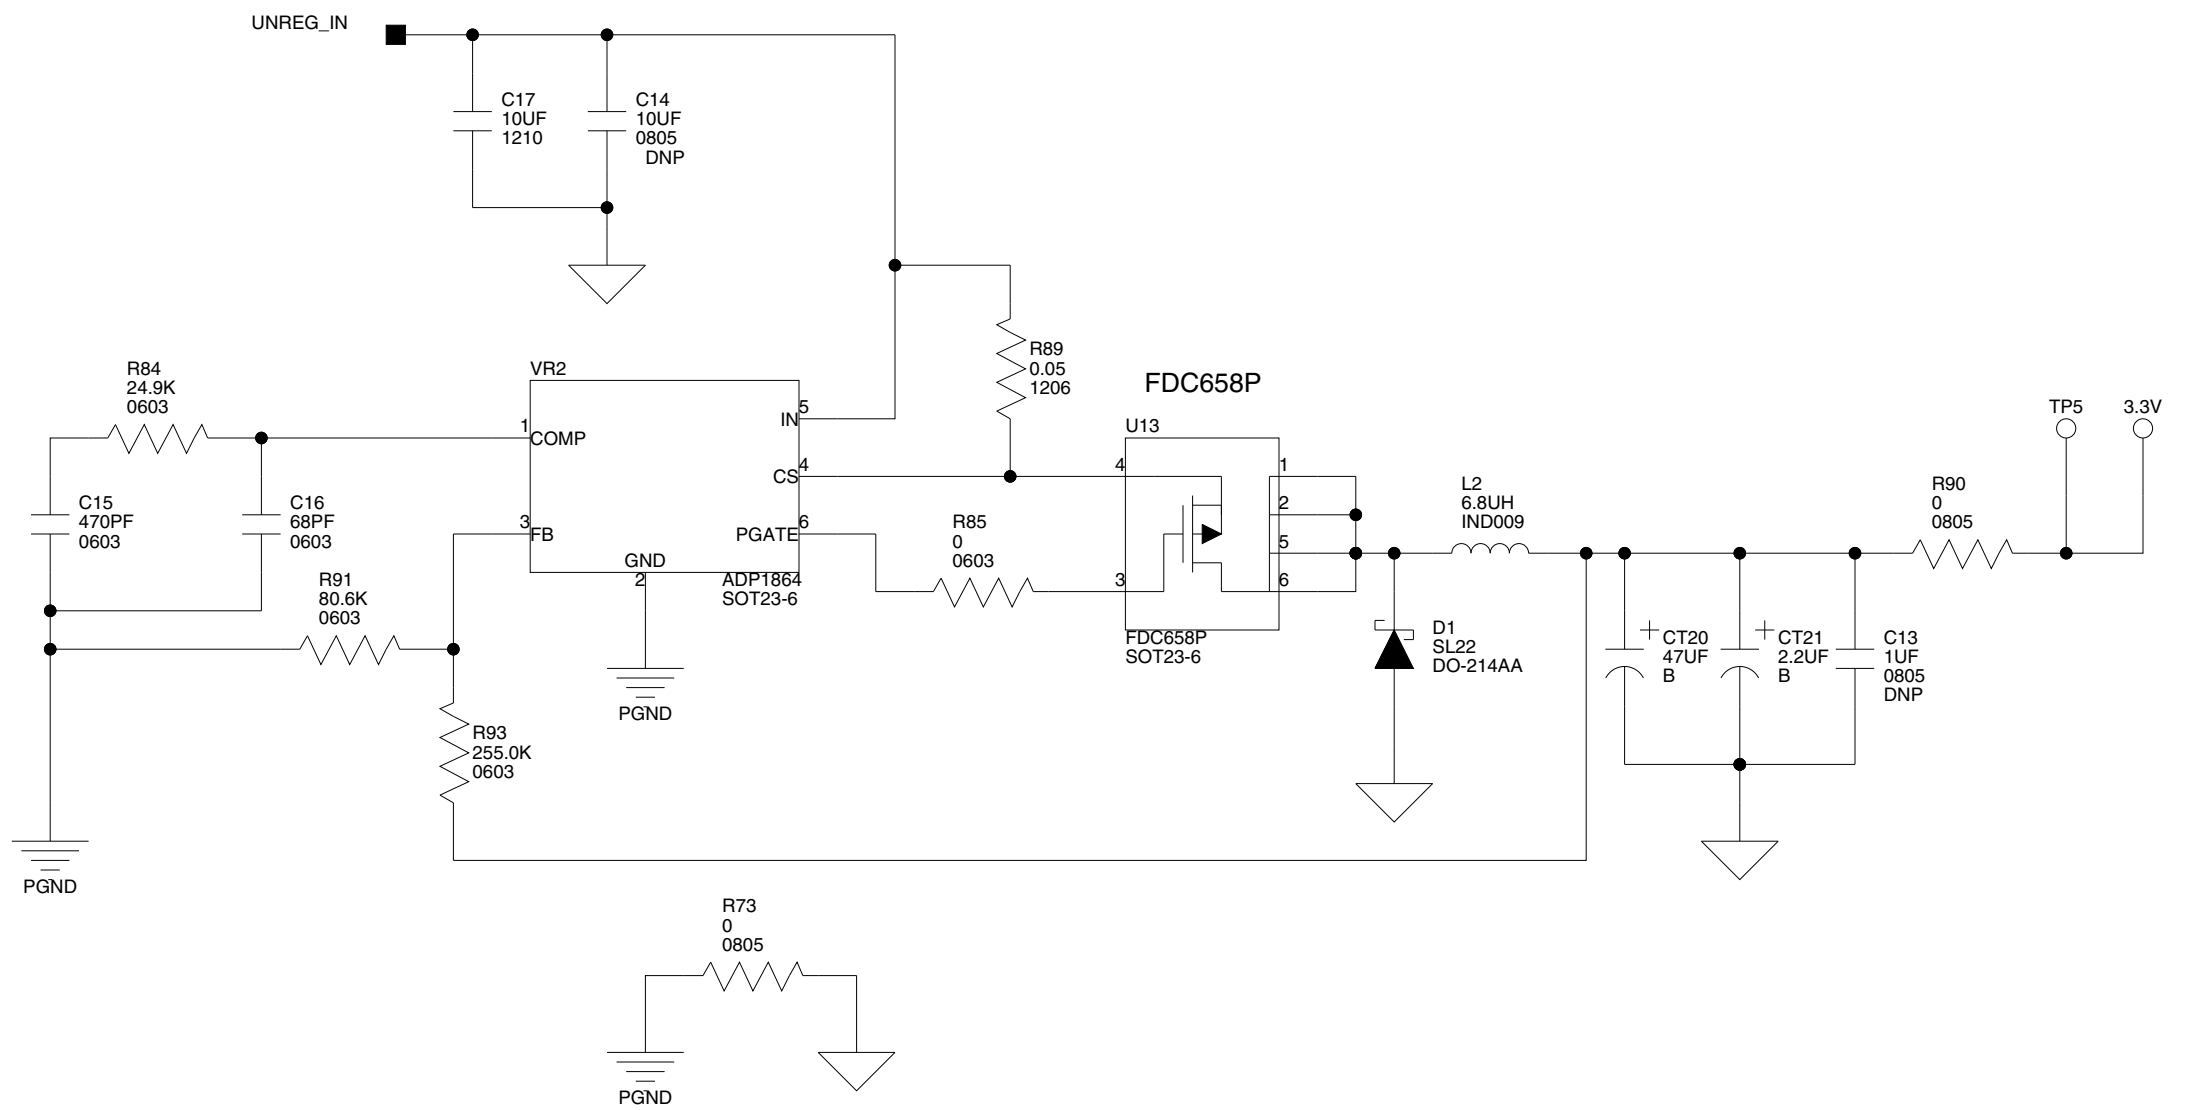 UNREG_IN
C17
10UF
1210
C14
10UF
0805
DNP
R84
24.9K
0603
C15
470PF
0603
C16
68PF
0603
R91
80.6K
0603
R93
255.0K
0603
PGND
VR2
1
COMP
3
FB
GND
2
5
IN
4
CS
6
PGATE
ADP1864
SOT23-6
PGND
R89
0.05
1206
R85
0
0603
FDC658P
U13
4
3
1
2
5
6
FDC658P
SOT23-6
D1
SL22
DO-214AA
L2
6.8UH
IND009
CT20
47UF
B
CT21
2.2UF
B
C13
1UF
0805
DNP
R90
0
0805
TP5
3.3V
R73
0
0805
PGND